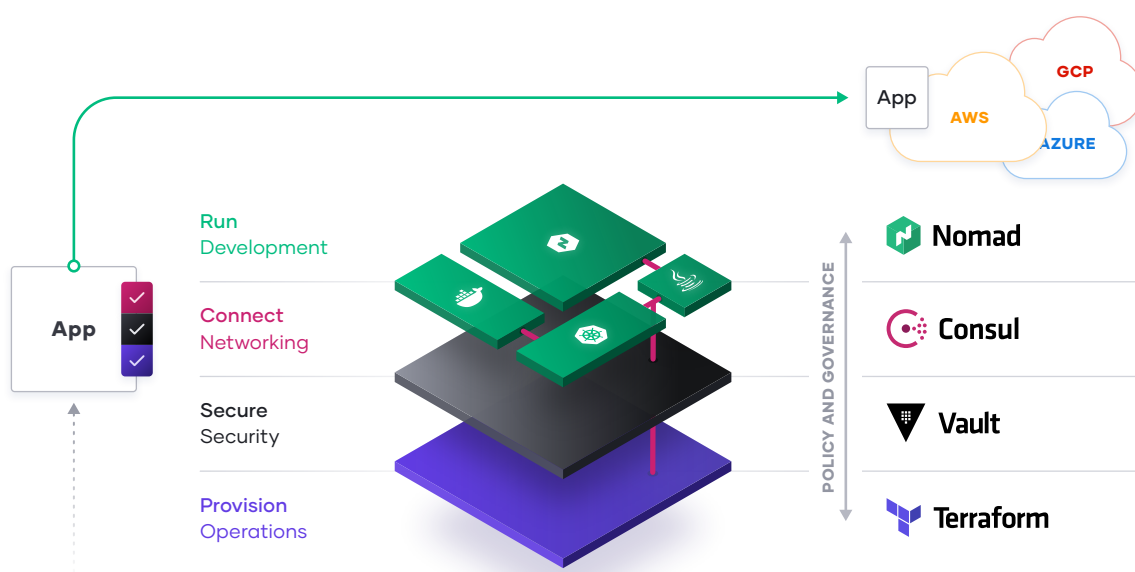 GCP
App
AWS
AZURE
Run
Development
Nomad
Connect
Networking
App
Consul
POLICY AND GOVERNANCE
Secure
Security
Vault
Provision
Operations
Terraform